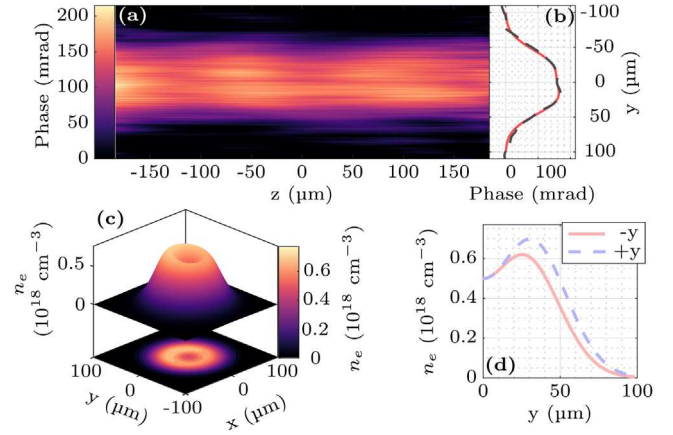 (a)
(b)
200
150
100
50
0
Phase (mrad)
-150
-100
-50
0
50
100
150
z (µm)
0
100
Phase (mrad)
-100
-50
0
50
100
y (µm)
(c)
0.75
0
n_e
(10^18 cm^−3)
100
0
-100
0
100
y (µm)
x (µm)
0.6
0.4
0.2
0
n_e (10^18 cm^−3)
-y
+y
0.6
0.4
0.2
0
n_e (10^18 cm^−3)
(d)
0
50
100
y (µm)